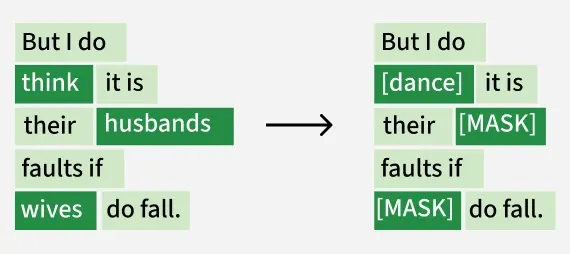 But I do
think it is
their husbands
faults if
wives do fall.
But I do
[dance] it is
their [MASK]
faults if
[MASK] do fall.